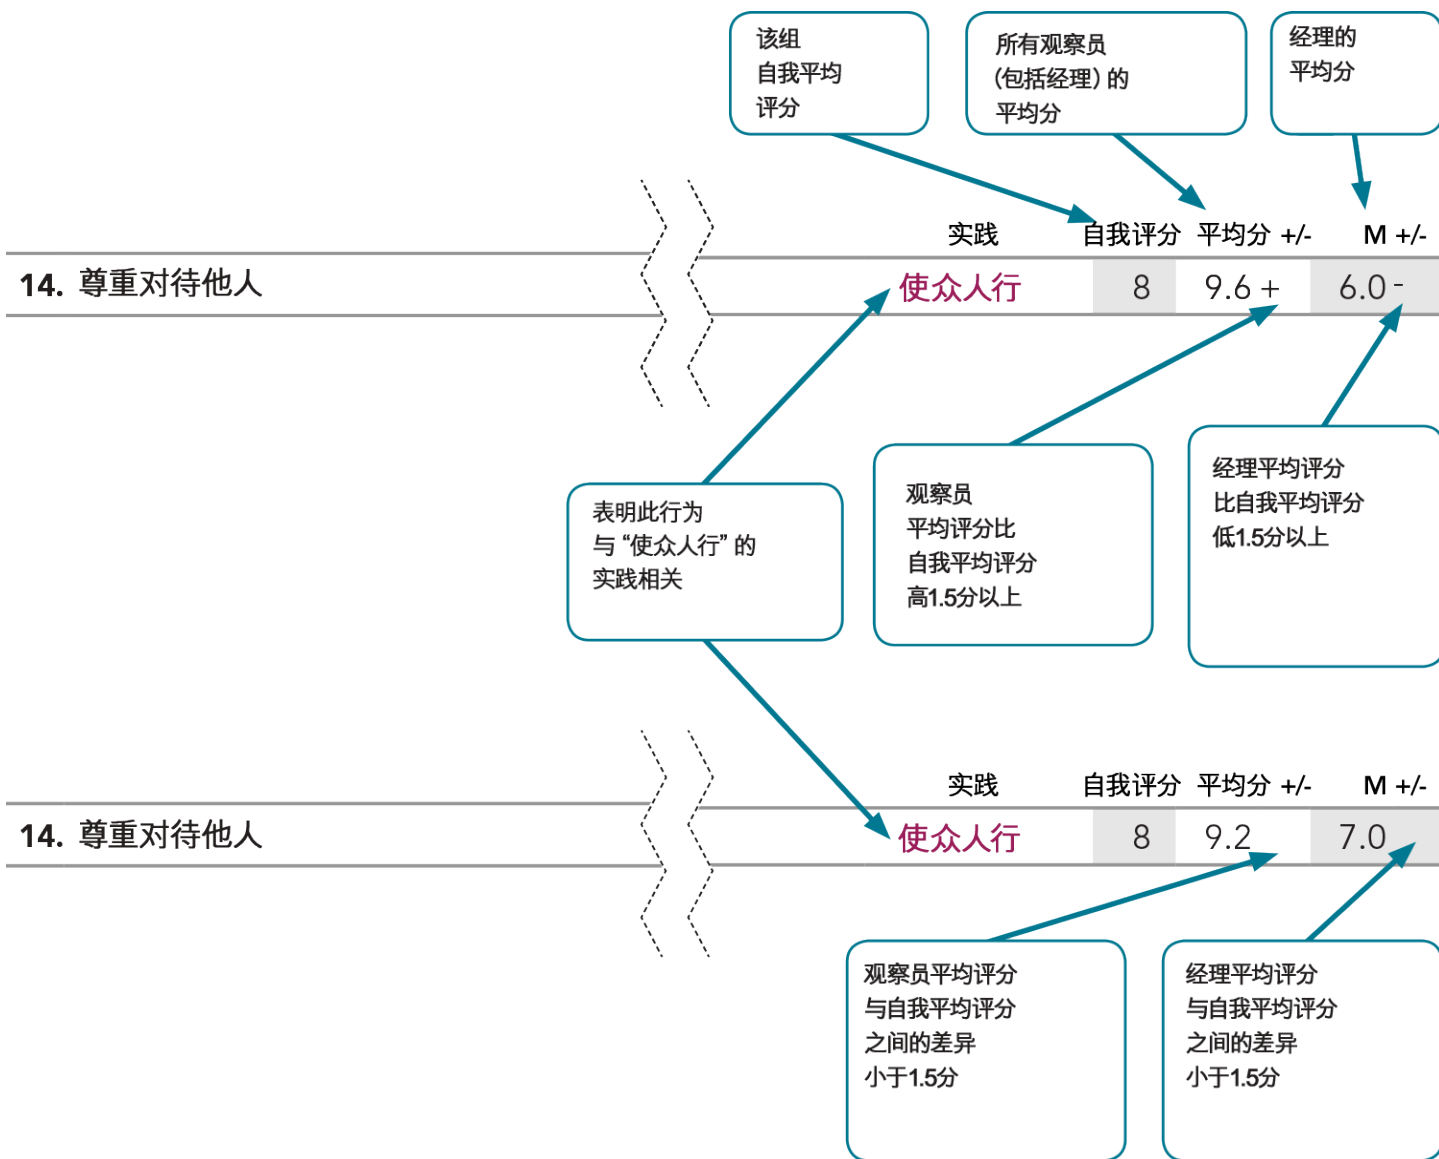 该组
自我平均
评分
所有观察员
(包括经理) 的
平均分
经理的
平均分
实践 自我评分 平均分 +/- M +/-
14. 尊重对待他人 使众人行 8 9.6 + 6.0 -
表明此行为
与 “使众人行” 的
实践相关
观察员
平均评分比
自我平均评分
高1.5分以上
经理平均评分
比自我平均评分
低1.5分以上
实践 自我评分 平均分 +/- M +/-
14. 尊重对待他人 使众人行 8 9.2 7.0
观察员平均评分
与自我平均评分
之间的差异
小于1.5分
经理平均评分
与自我平均评分
之间的差异
小于1.5分